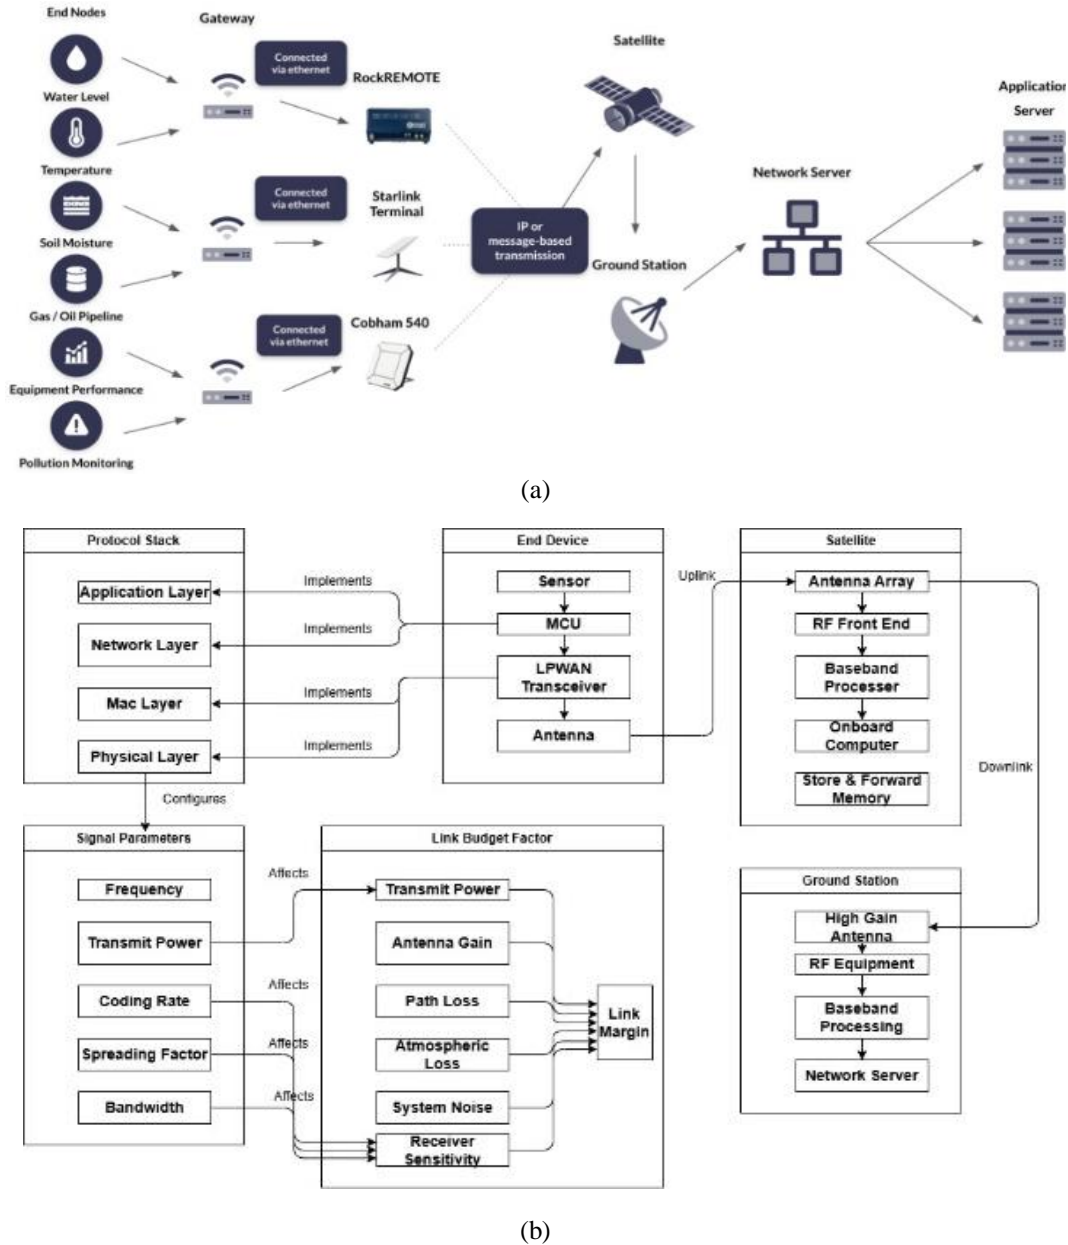 End Nodes
Water Level
Temperature
Soil Moisture
Gas / Oil Pipeline
Equipment Performance
Pollution Monitoring
Gateway
Connected
via ethernet
Connected
via ethernet
Connected
via ethernet
RockREMOTE
Starlink
Terminal
Cobham 540
IP or
message-based
transmission
Satellite
Ground Station
Network Server
Application
Server
(a)
Protocol Stack
Application Layer
Network Layer
Mac Layer
Physical Layer
Implements
Implements
Implements
Implements
Configures
End Device
Sensor
MCU
LPWAN
Transceiver
Antenna
Uplink
Satellite
Antenna Array
RF Front End
Baseband
Processer
Onboard
Computer
Store & Forward
Memory
Downlink
Signal Parameters
Frequency
Transmit Power
Coding Rate
Spreading Factor
Bandwidth
Affects
Affects
Affects
Affects
Link Budget Factor
Transmit Power
Antenna Gain
Path Loss
Atmospheric
Loss
System Noise
Receiver
Sensitivity
Link
Margin
Ground Station
High Gain
Antenna
RF Equipment
Baseband
Processing
Network Server
(b)